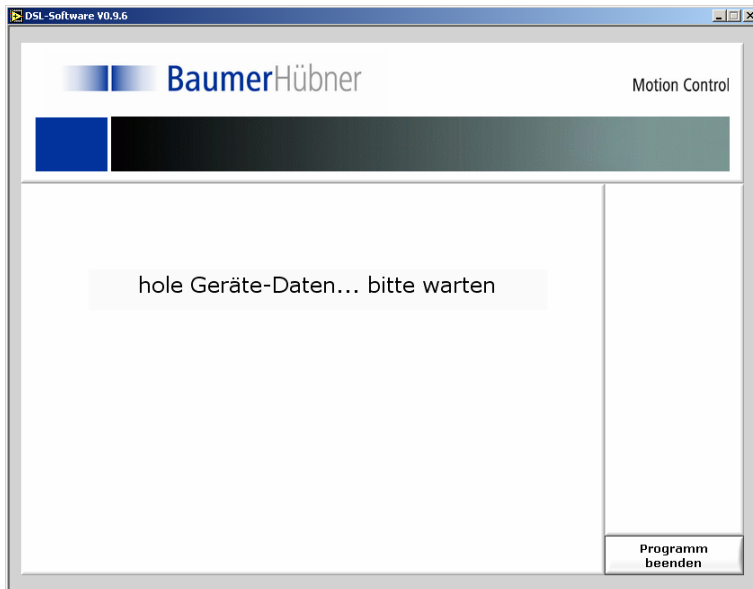 DSL-Software V0.9.6
BaumerHübner
Motion Control
hole Geräte-Daten... bitte warten
Programm
beenden